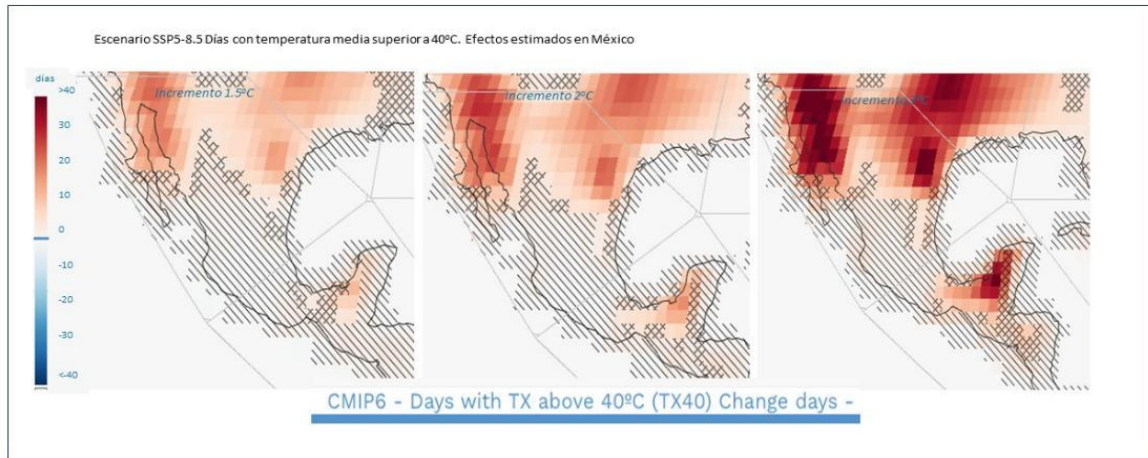 Escenario SSP5-8.5 Días con temperatura media superior a 40ºC. Efectos estimados en México
días
>40
30
20
10
0
-10
-20
-30
<-40
Incremento 1.5ºC
Incremento 2ºC
Incremento
CMIP6 - Days with TX above 40ºC (TX40) Change days -